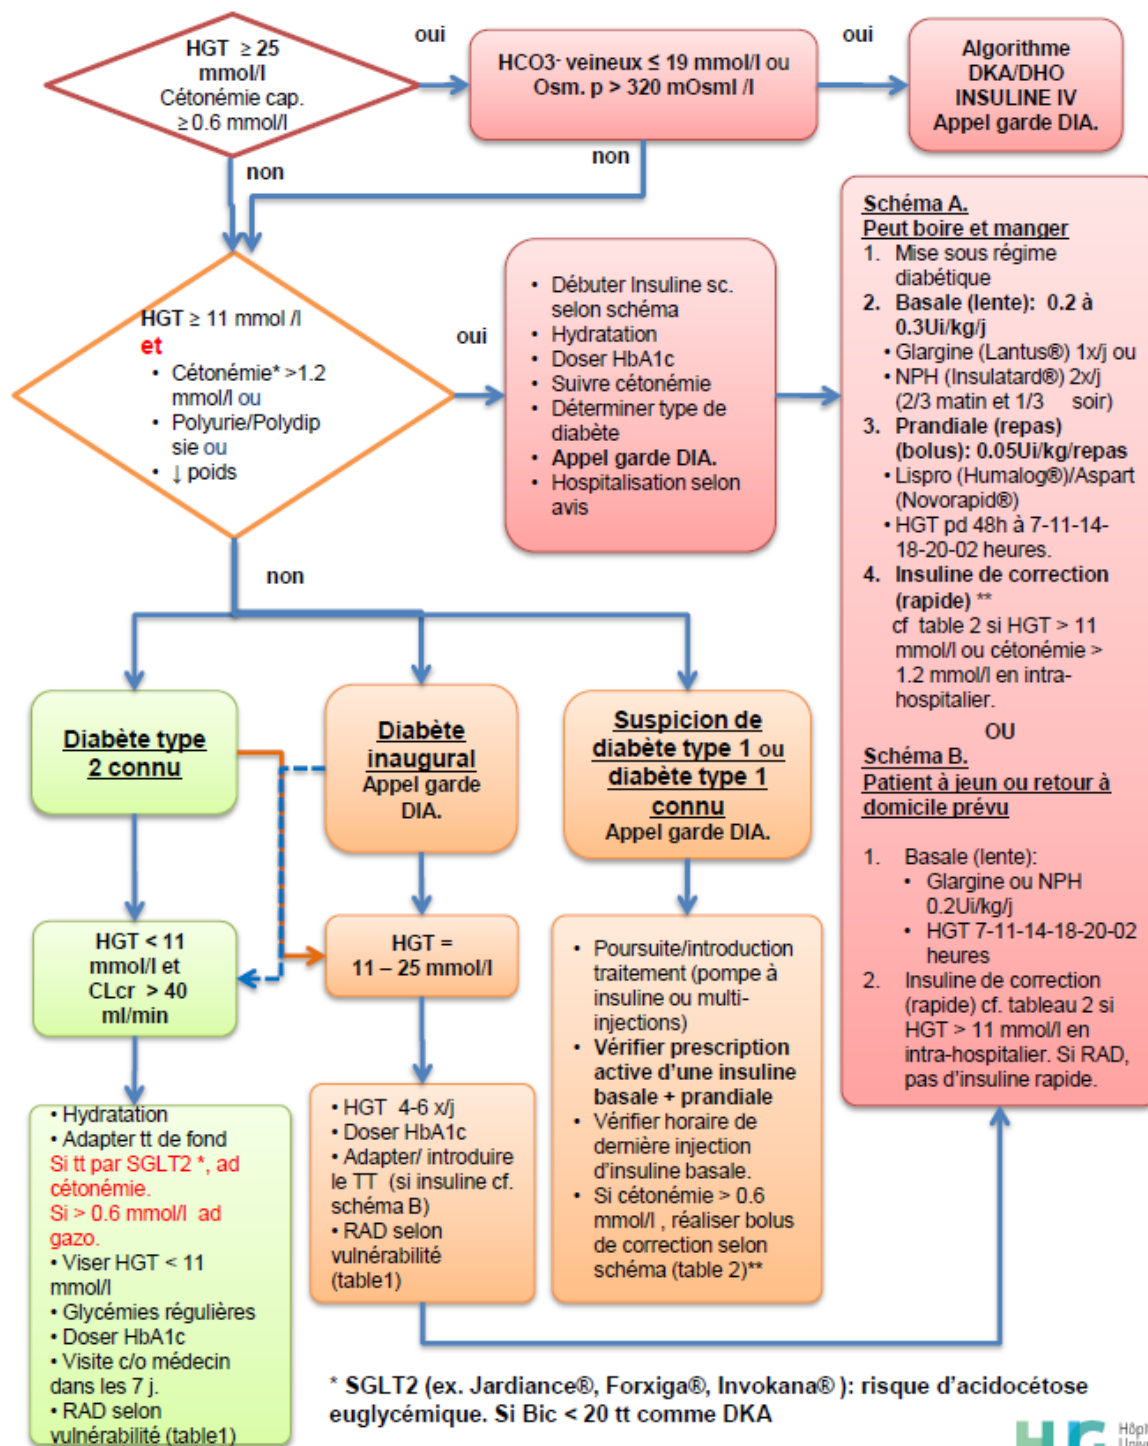 HGT ≥ 25
mmol/l
Cétonémie cap.
≥ 0.6 mmol/l
oui
HCO3- veineux ≤ 19 mmol/l ou
Osm. p > 320 mOsml /l
oui
Algorithme
DKA/DHO
INSULINE IV
Appel garde DIA.
non
non
HGT ≥ 11 mmol /l
et
• Cétonémie* >1.2
mmol/l ou
• Polyurie/Polydip
sie ou
• ↓ poids
oui
• Débuter Insuline sc.
selon schéma
• Hydratation
• Doser HbA1c
• Suivre cétonémie
• Déterminer type de
diabète
• Appel garde DIA.
• Hospitalisation selon
avis
Schéma A.
Peut boire et manger
1. Mise sous régime
diabétique
2. Basale (lente): 0.2 à
0.3Ui/kg/j
• Glargine (Lantus®) 1x/j ou
• NPH (Insulatard®) 2x/j
(2/3 matin et 1/3 soir)
3. Prandiale (repas)
(bolus): 0.05Ui/kg/repas
• Lispro (Humalog®)/Aspart
(Novorapid®)
• HGT pd 48h à 7-11-14-
18-20-02 heures.
4. Insuline de correction
(rapide) **
cf table 2 si HGT > 11
mmol/l ou cétonémie >
1.2 mmol/l en intra-
hospitalier.
OU
Schéma B.
Patient à jeun ou retour à
domicile prévu
1. Basale (lente):
• Glargine ou NPH
0.2Ui/kg/j
• HGT 7-11-14-18-20-02
heures
2. Insuline de correction
(rapide) cf. tableau 2 si
HGT > 11 mmol/l en
intra-hospitalier. Si RAD,
pas d'insuline rapide.
non
Diabète type
2 connu
Diabète
inaugural
Appel garde
DIA.
Suspicion de
diabète type 1 ou
diabète type 1
connu
Appel garde DIA.
HGT < 11
mmol/l et
CLcr > 40
ml/min
HGT =
11 – 25 mmol/l
• Hydratation
• Adapter tt de fond
Si tt par SGLT2 *, ad
cétonémie.
Si > 0.6 mmol/l ad
gazo.
• Viser HGT < 11
mmol/l
• Glycémies régulières
• Doser HbA1c
• Visite c/o médecin
dans les 7 j.
• RAD selon
vulnérabilité (table1)
• HGT 4-6 x/j
• Doser HbA1c
• Adapter/ introduire
le TT (si insuline cf.
schéma B)
• RAD selon
vulnérabilité
(table1)
• Poursuite/introduction
traitement (pompe à
insuline ou multi-
injections)
• Vérifier prescription
active d'une insuline
basale + prandiale
• Vérifier horaire de
dernière injection
d'insuline basale.
• Si cétonémie > 0.6
mmol/l , réaliser bolus
de correction selon
schéma (table 2)**
* SGLT2 (ex. Jardiance®, Forxiga®, Invokana® ): risque d'acidocétose
euglycémique. Si Bic < 20 tt comme DKA